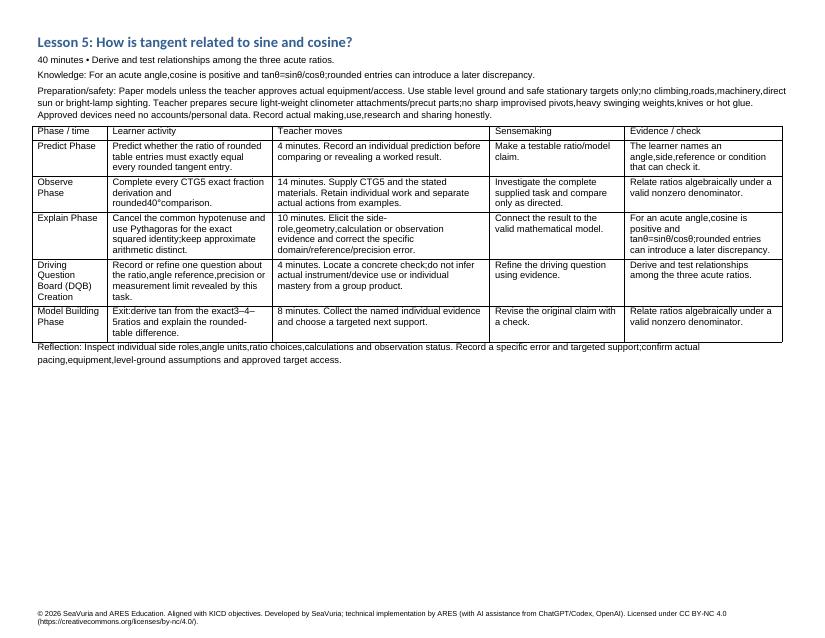 Lesson 5: How is tangent related to sine and cosine?
40 minutes • Derive and test relationships among the three acute ratios.
Knowledge: For an acute angle,cosine is positive and tanθ=sinθ/cosθ;rounded entries can introduce a later discrepancy.
Preparation/safety: Paper models unless the teacher approves actual equipment/access. Use stable level ground and safe stationary targets only;no climbing,roads,machinery,direct
sun or bright-lamp sighting. Teacher prepares secure light-weight clinometer attachments/precut parts;no sharp improvised pivots,heavy swinging weights,knives or hot glue.
Approved devices need no accounts/personal data. Record actual making,use,research and sharing honestly.
Phase / time
Learner activity
Teacher moves
Sensemaking
Evidence / check
Predict Phase
Predict whether the ratio of rounded
table entries must exactly equal
every rounded tangent entry.
4 minutes. Record an individual prediction before
comparing or revealing a worked result.
Make a testable ratio/model
claim.
The learner names an
angle,side,reference or condition
that can check it.
Observe
Phase
Complete every CTG5 exact fraction
derivation and
rounded40°comparison.
14 minutes. Supply CTG5 and the stated
materials. Retain individual work and separate
actual actions from examples.
Investigate the complete
supplied task and compare
only as directed.
Relate ratios algebraically under a
valid nonzero denominator.
Explain Phase
Cancel the common hypotenuse and
use Pythagoras for the exact
squared identity;keep approximate
arithmetic distinct.
10 minutes. Elicit the side-
role,geometry,calculation or observation
evidence and correct the specific
domain/reference/precision error.
Connect the result to the
valid mathematical model.
For an acute angle,cosine is
positive and
tanθ=sinθ/cosθ;rounded entries
can introduce a later discrepancy.
Driving
Question
Board (DQB)
Creation
Record or refine one question about
the ratio,angle reference,precision or
measurement limit revealed by this
task.
4 minutes. Locate a concrete check;do not infer
actual instrument/device use or individual
mastery from a group product.
Refine the driving question
using evidence.
Derive and test relationships
among the three acute ratios.
Model Building
Phase
Exit:derive tan from the exact3–4–
5ratios and explain the rounded-
table difference.
8 minutes. Collect the named individual evidence
and choose a targeted next support.
Revise the original claim with
a check.
Relate ratios algebraically under a
valid nonzero denominator.
Reflection: Inspect individual side roles,angle units,ratio choices,calculations and observation status. Record a specific error and targeted support;confirm actual
pacing,equipment,level-ground assumptions and approved target access.
© 2026 SeaVuria and ARES Education. Aligned with KICD objectives. Developed by SeaVuria; technical implementation by ARES (with AI assistance from ChatGPT/Codex, OpenAI). Licensed under CC BY-NC 4.0
(https://creativecommons.org/licenses/by-nc/4.0/).